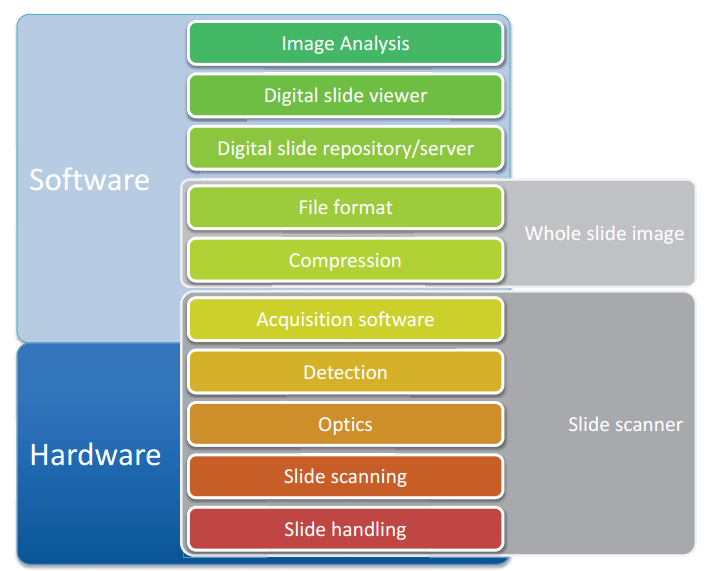 Image Analysis
Digital slide viewer
Digital slide repository/server
Software
File format
Whole slide image
Compression
Acquisition software
Detection
Optics
Slide scanner
Hardware
Slide scanning
Slide handling